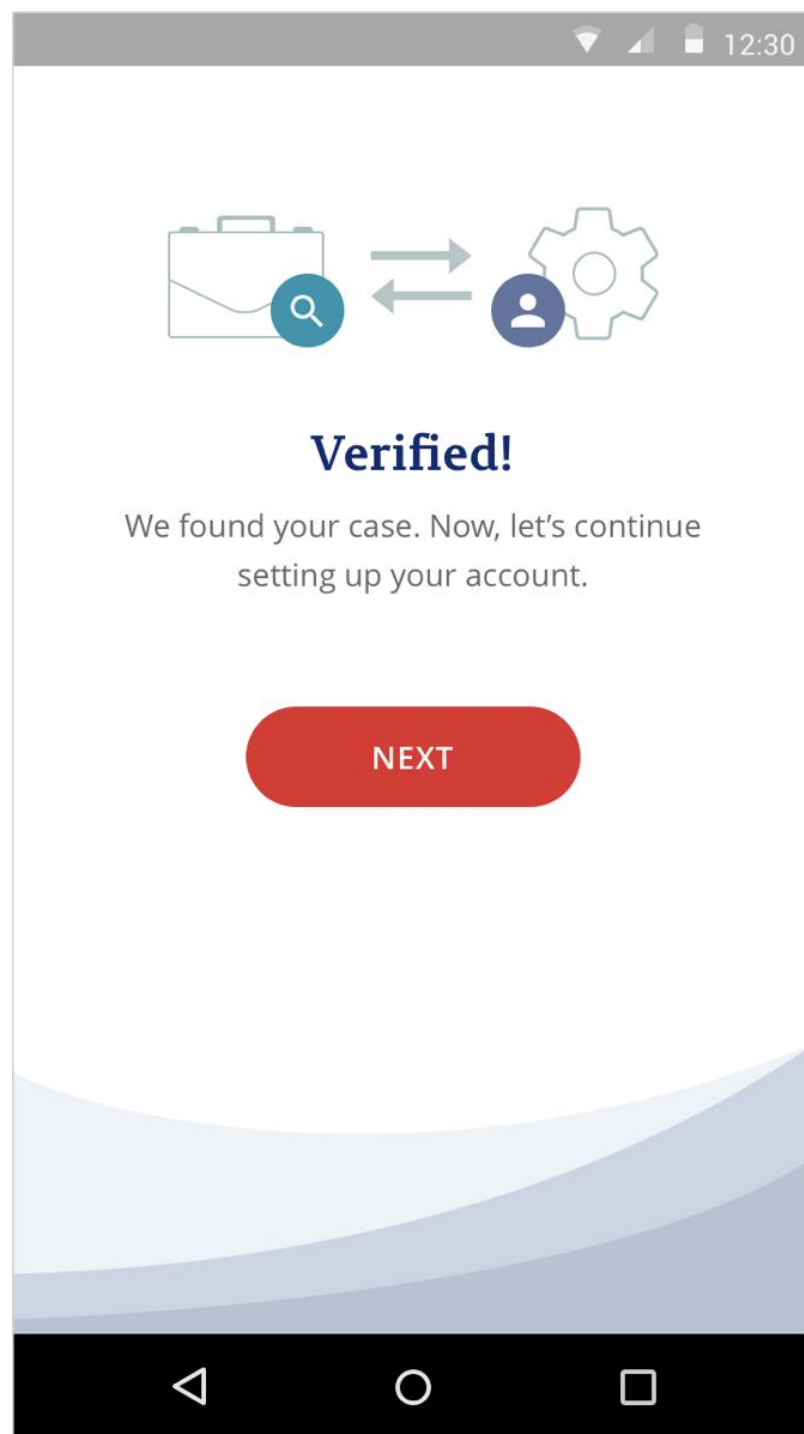 12:30
Verified!
We found your case. Now, let’s continue
setting up your account.
NEXT